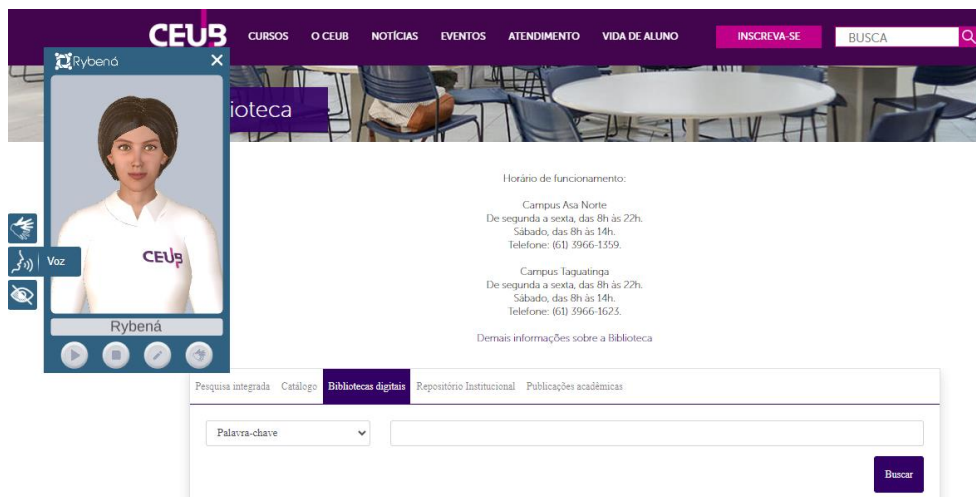 CEUB CURSOS O CEUB NOTÍCIAS EVENTOS ATENDIMENTO VIDA DE ALUNO INSCREVA-SE BUSCA
Rybená ×
ioteca
Horário de funcionamento:
Campus Asa Norte
De segunda a sexta, das 8h às 22h.
Sábado, das 8h às 14h.
Telefone: (61) 3966-1359.
Voz
CEUB
Campus Taguatinga
De segunda a sexta, das 8h às 22h.
Sábado, das 8h às 14h.
Telefone: (61) 3966-1623.
Rybená
Demais informações sobre a Biblioteca
Pesquisa integrada Catálogo Bibliotecas digitais Repositório Institucional Publicações acadêmicas
Palavra-chave
Buscar